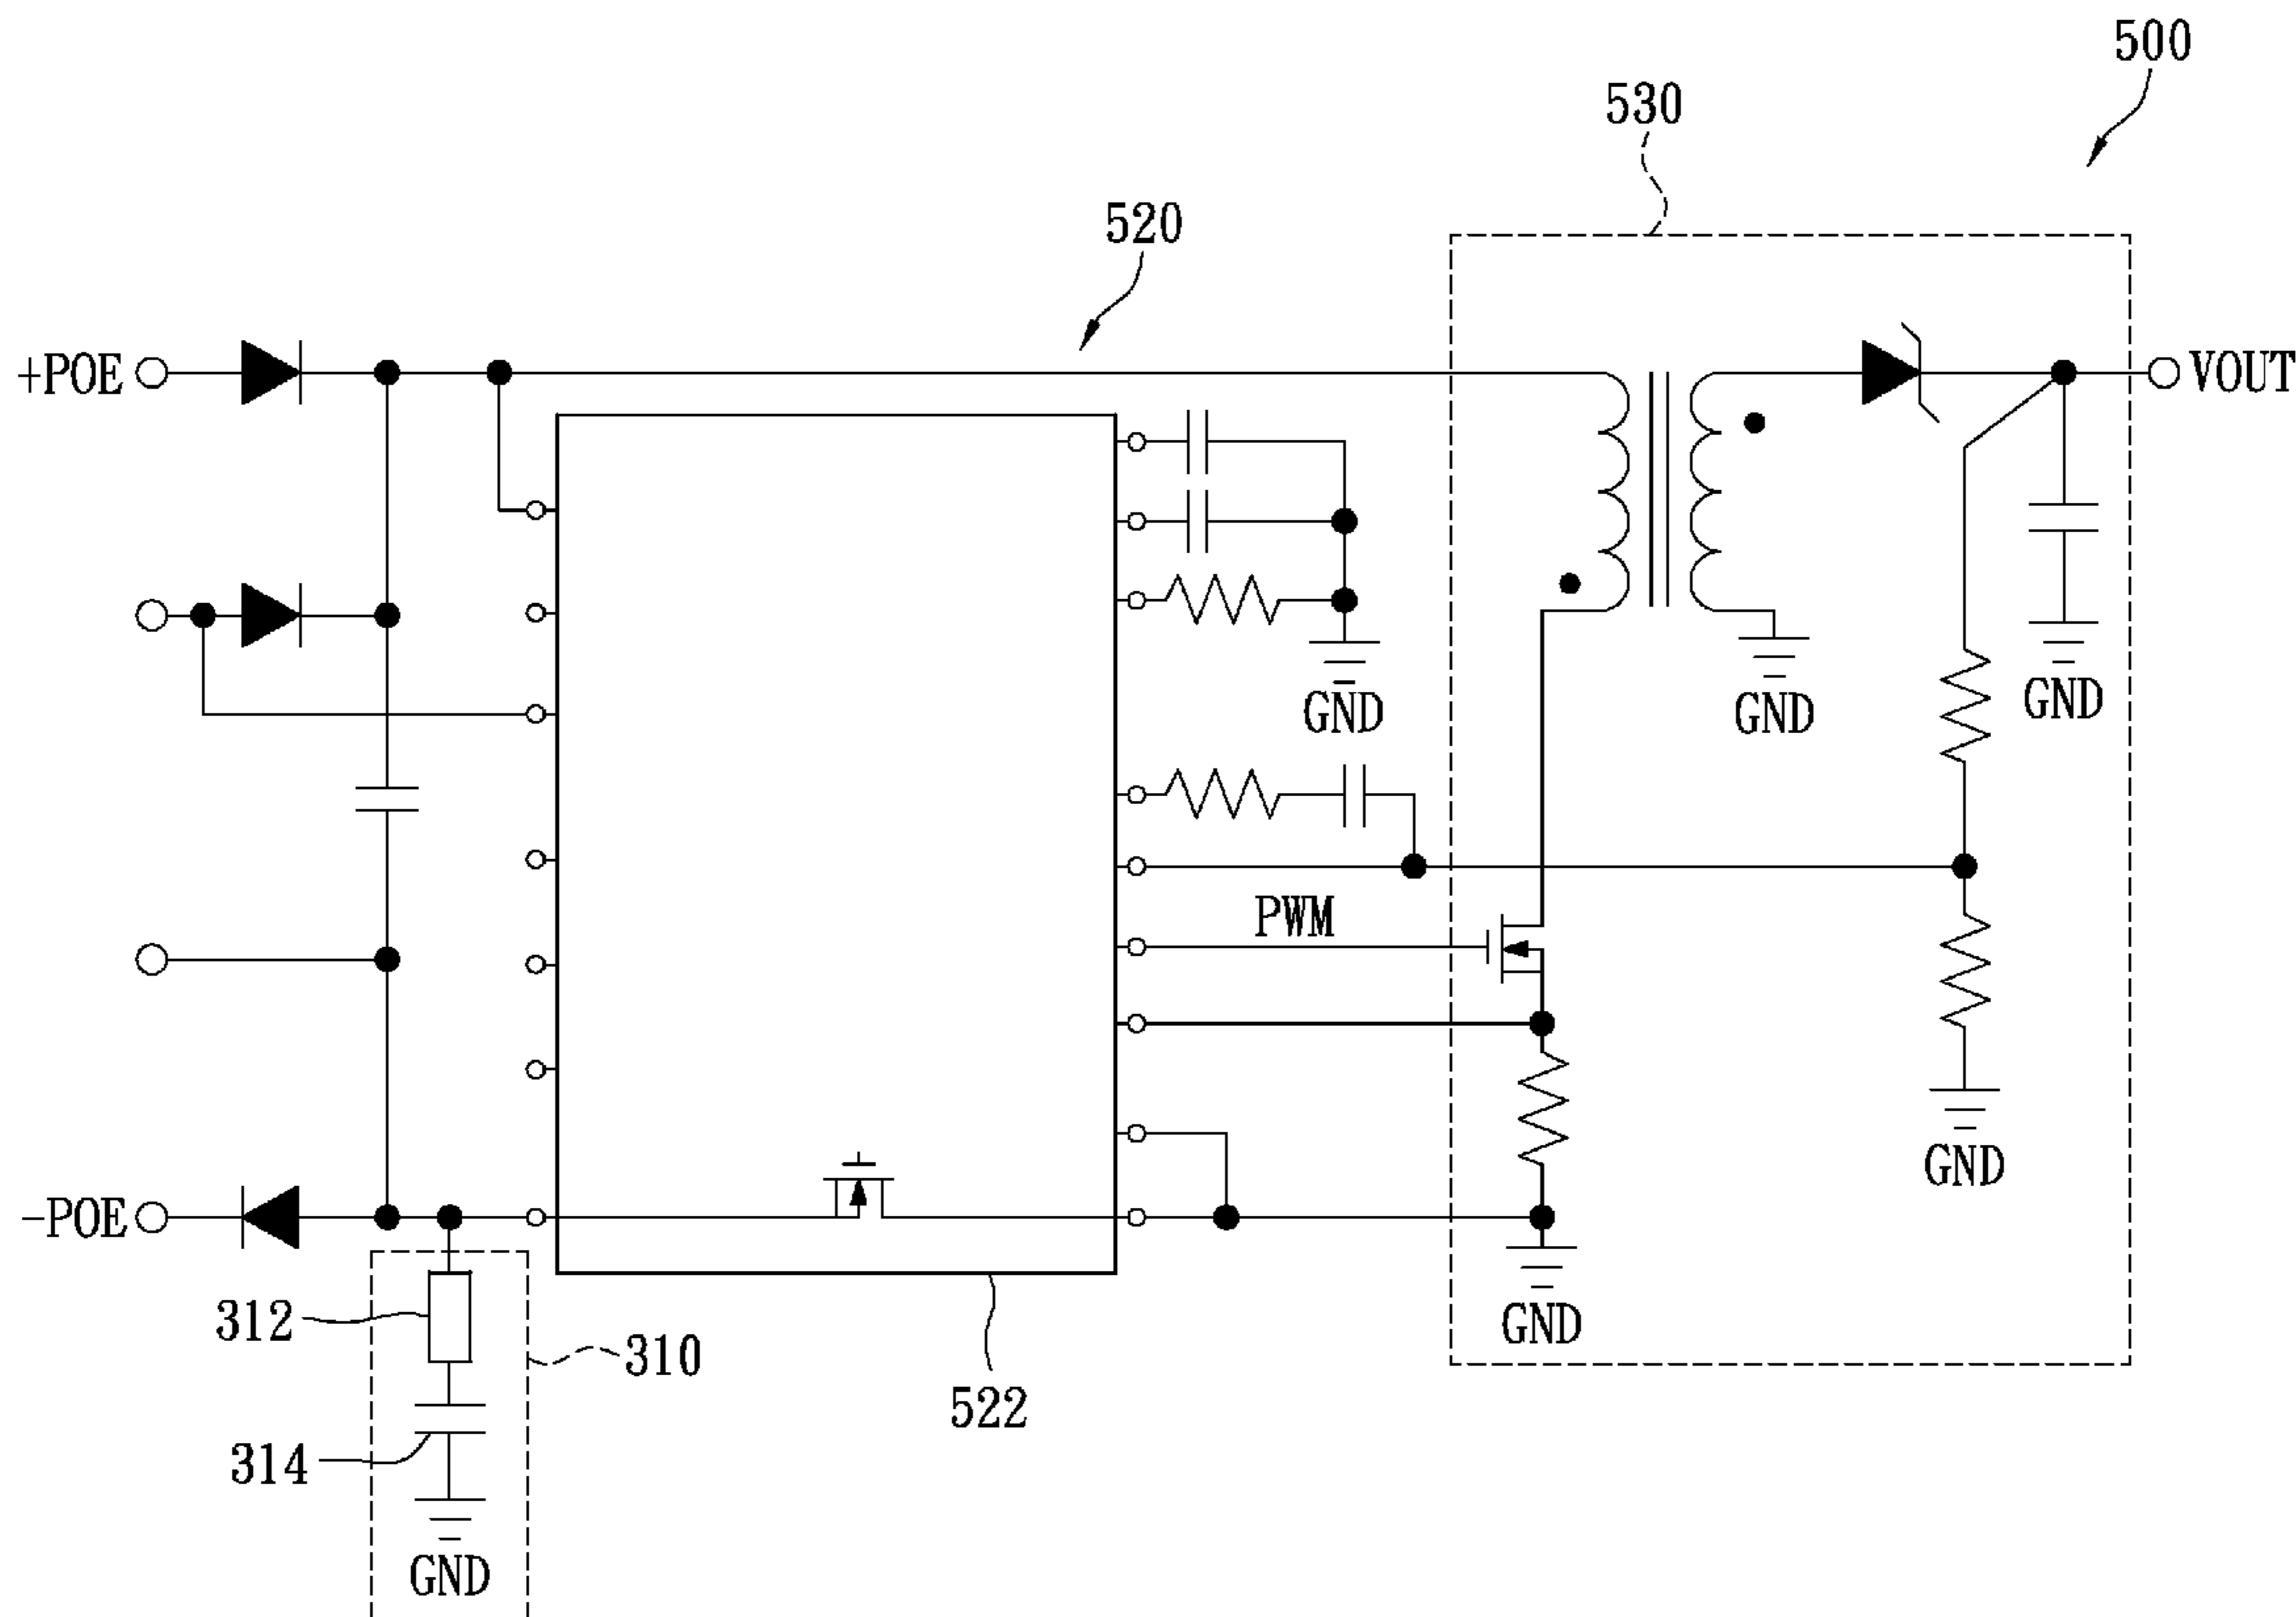 500
530
520
+POE
VOUT
GND
GND
GND
PWM
GND
-POE
GND
312
310
522
314
GND